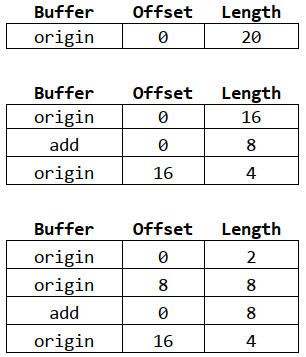 Buffer Offset Length
origin 0 20
Buffer Offset Length
origin 0 16
add 0 8
origin 16 4
Buffer Offset Length
origin 0 2
origin 8 8
add 0 8
origin 16 4